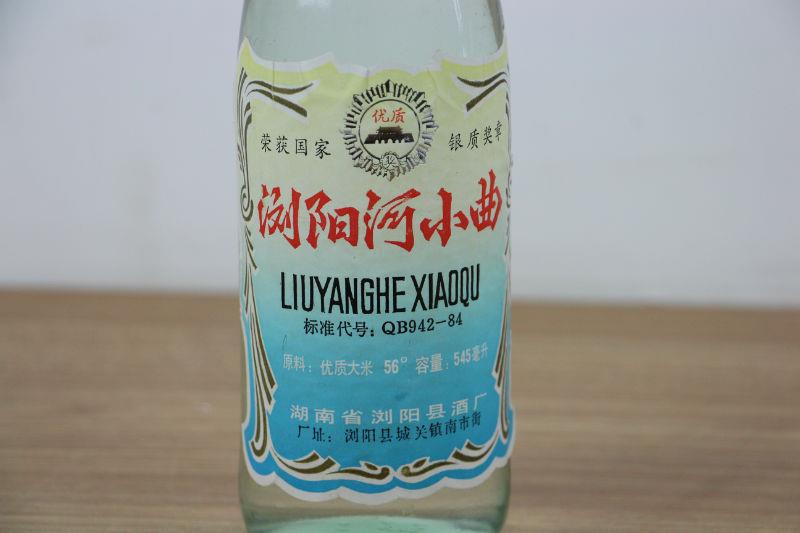 优质
荣获国家 银质奖章
浏阳河小曲
LIUYANGHE XIAOQU
标准代号：QB942-84
原料：优质大米 56° 容量：545毫升
湖南省浏阳县酒厂
厂址：浏阳县城关镇南市街